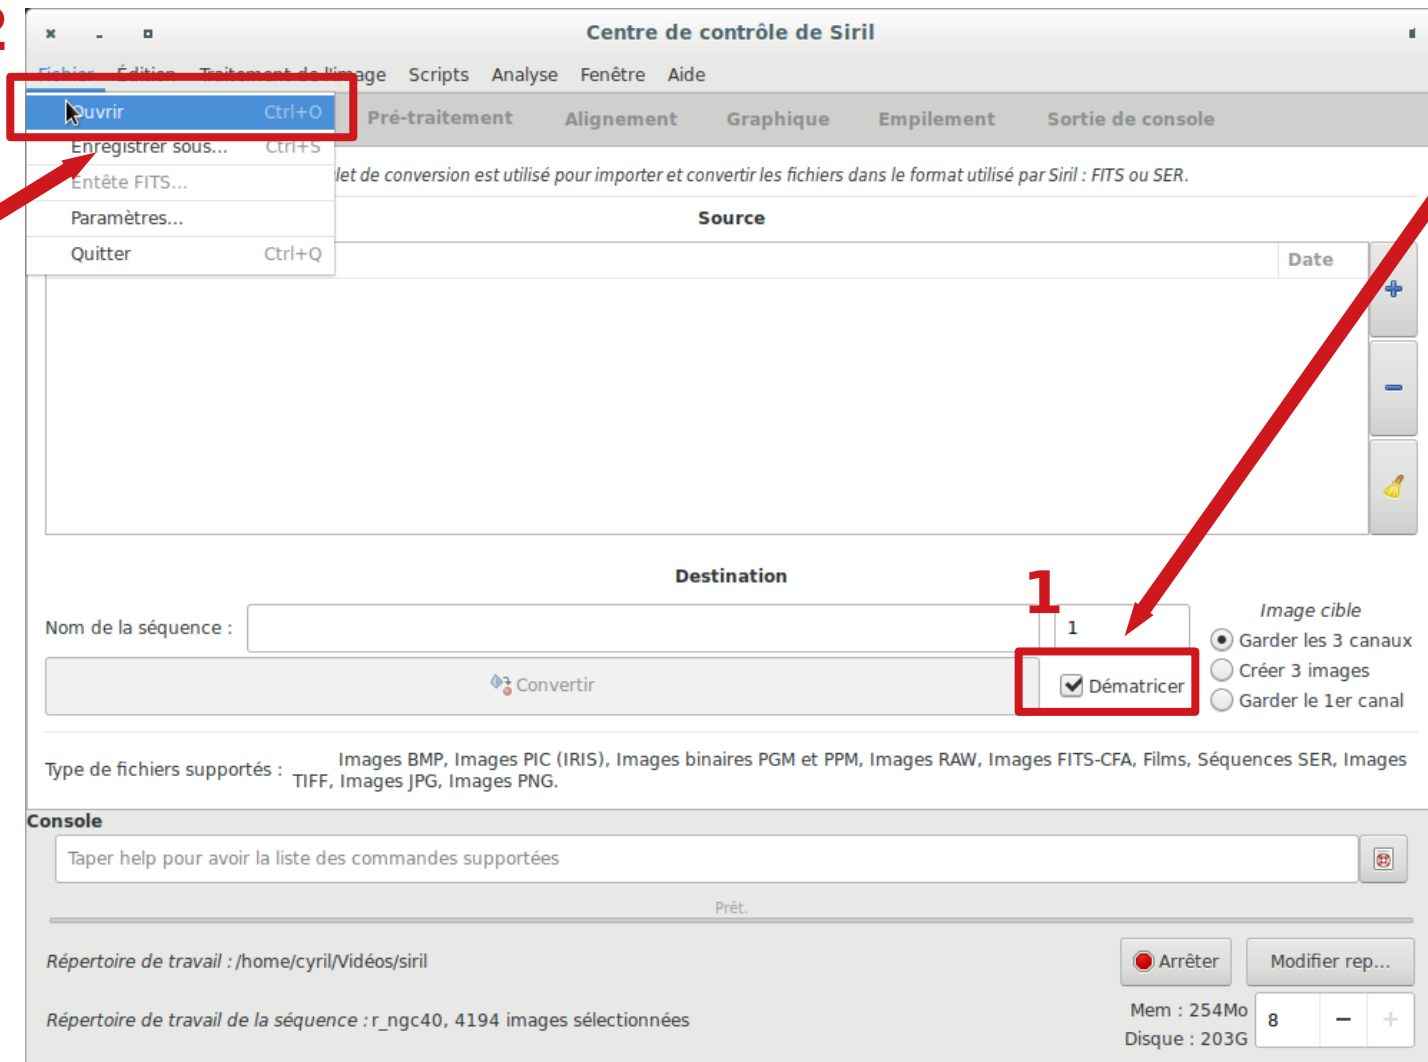 2
Centre de contrôle de Siril
Fichier Édition Traitement de l'image Scripts Analyse Fenêtre Aide
Ouvrir Ctrl+O
Pré-traitement Alignement Graphique Empilement Sortie de console
Enregistrer sous... Ctrl+S
Entête FITS...
let de conversion est utilisé pour importer et convertir les fichiers dans le format utilisé par Siril : FITS ou SER.
Paramètres...
Source
Quitter Ctrl+Q
Date
Destination
1
Image cible
Nom de la séquence :
1
Garder les 3 canaux
Créer 3 images
Convertir
Dématricer
Garder le 1er canal
Type de fichiers supportés :
Images BMP, Images PIC (IRIS), Images binaires PGM et PPM, Images RAW, Images FITS-CFA, Films, Séquences SER, Images
TIFF, Images JPG, Images PNG.
Console
Taper help pour avoir la liste des commandes supportées
Prêt.
Répertoire de travail : /home/cyril/Vidéos/siril
Arrêter
Modifier rep...
Répertoire de travail de la séquence : r_ngc40, 4194 images sélectionnées
Mem : 254Mo
Disque : 203G
8